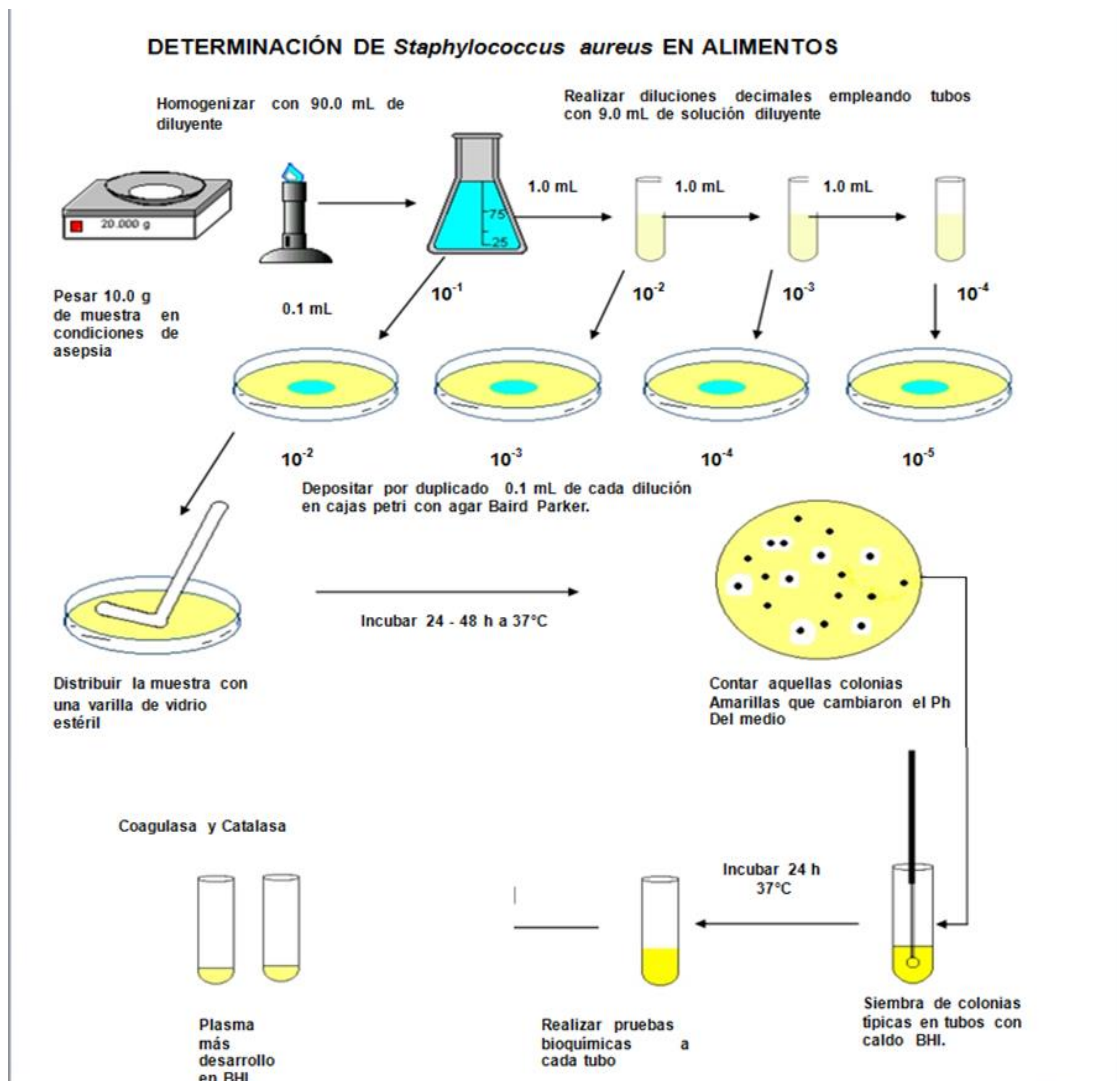 DETERMINACIÓN DE Staphylococcus aureus EN ALIMENTOS
Homogenizar con 90.0 mL de
diluyente
Realizar diluciones decimales empleando tubos
con 9.0 mL de solución diluyente
20.000 g
75
25
1.0 mL
1.0 mL
1.0 mL
Pesar 10.0 g
de muestra en
condiciones de
asepsia
0.1 mL
10⁻¹
10⁻²
10⁻³
10⁻⁴
10⁻²
10⁻³
10⁻⁴
10⁻⁵
Depositar por duplicado 0.1 mL de cada dilución
en cajas petri con agar Baird Parker.
Incubar 24 - 48 h a 37°C
Distribuir la muestra con
una varilla de vidrio
estéril
Contar aquellas colonias
Amarillas que cambiaron el Ph
Del medio
Coagulasa y Catalasa
Incubar 24 h
37°C
Plasma
más
desarrollo
en BHI
Realizar pruebas
bioquímicas a
cada tubo
Siembra de colonias
típicas en tubos con
caldo BHI.